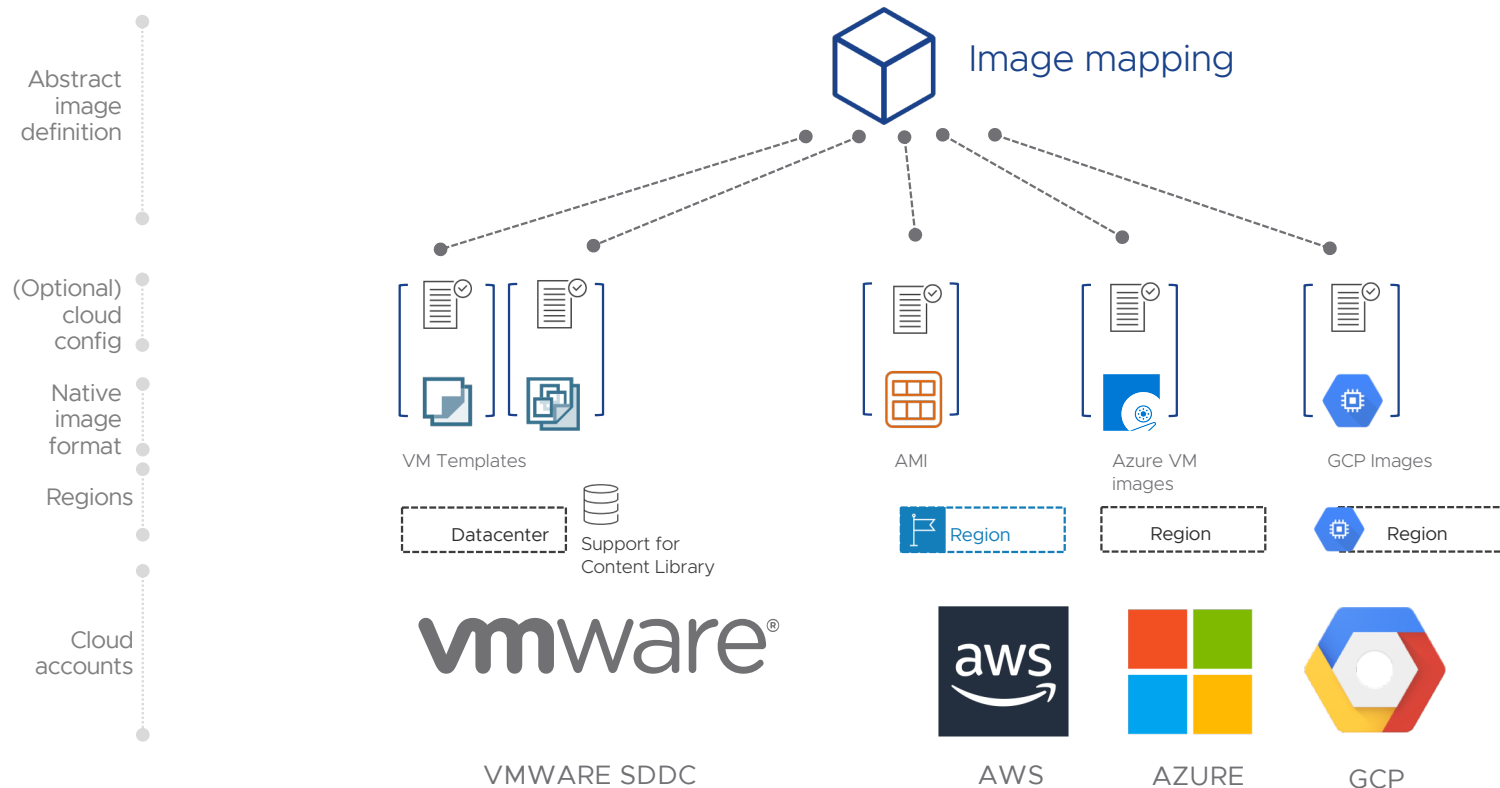 Image mapping
Abstract
image
definition
(Optional)
cloud
config
Native
image
format
VM Templates
AMI
Azure VM
images
GCP Images
Regions
Datacenter
Support for
Content Library
Region
Region
Region
Cloud
accounts
vmware®
aws
VMWARE SDDC
AWS
AZURE
GCP